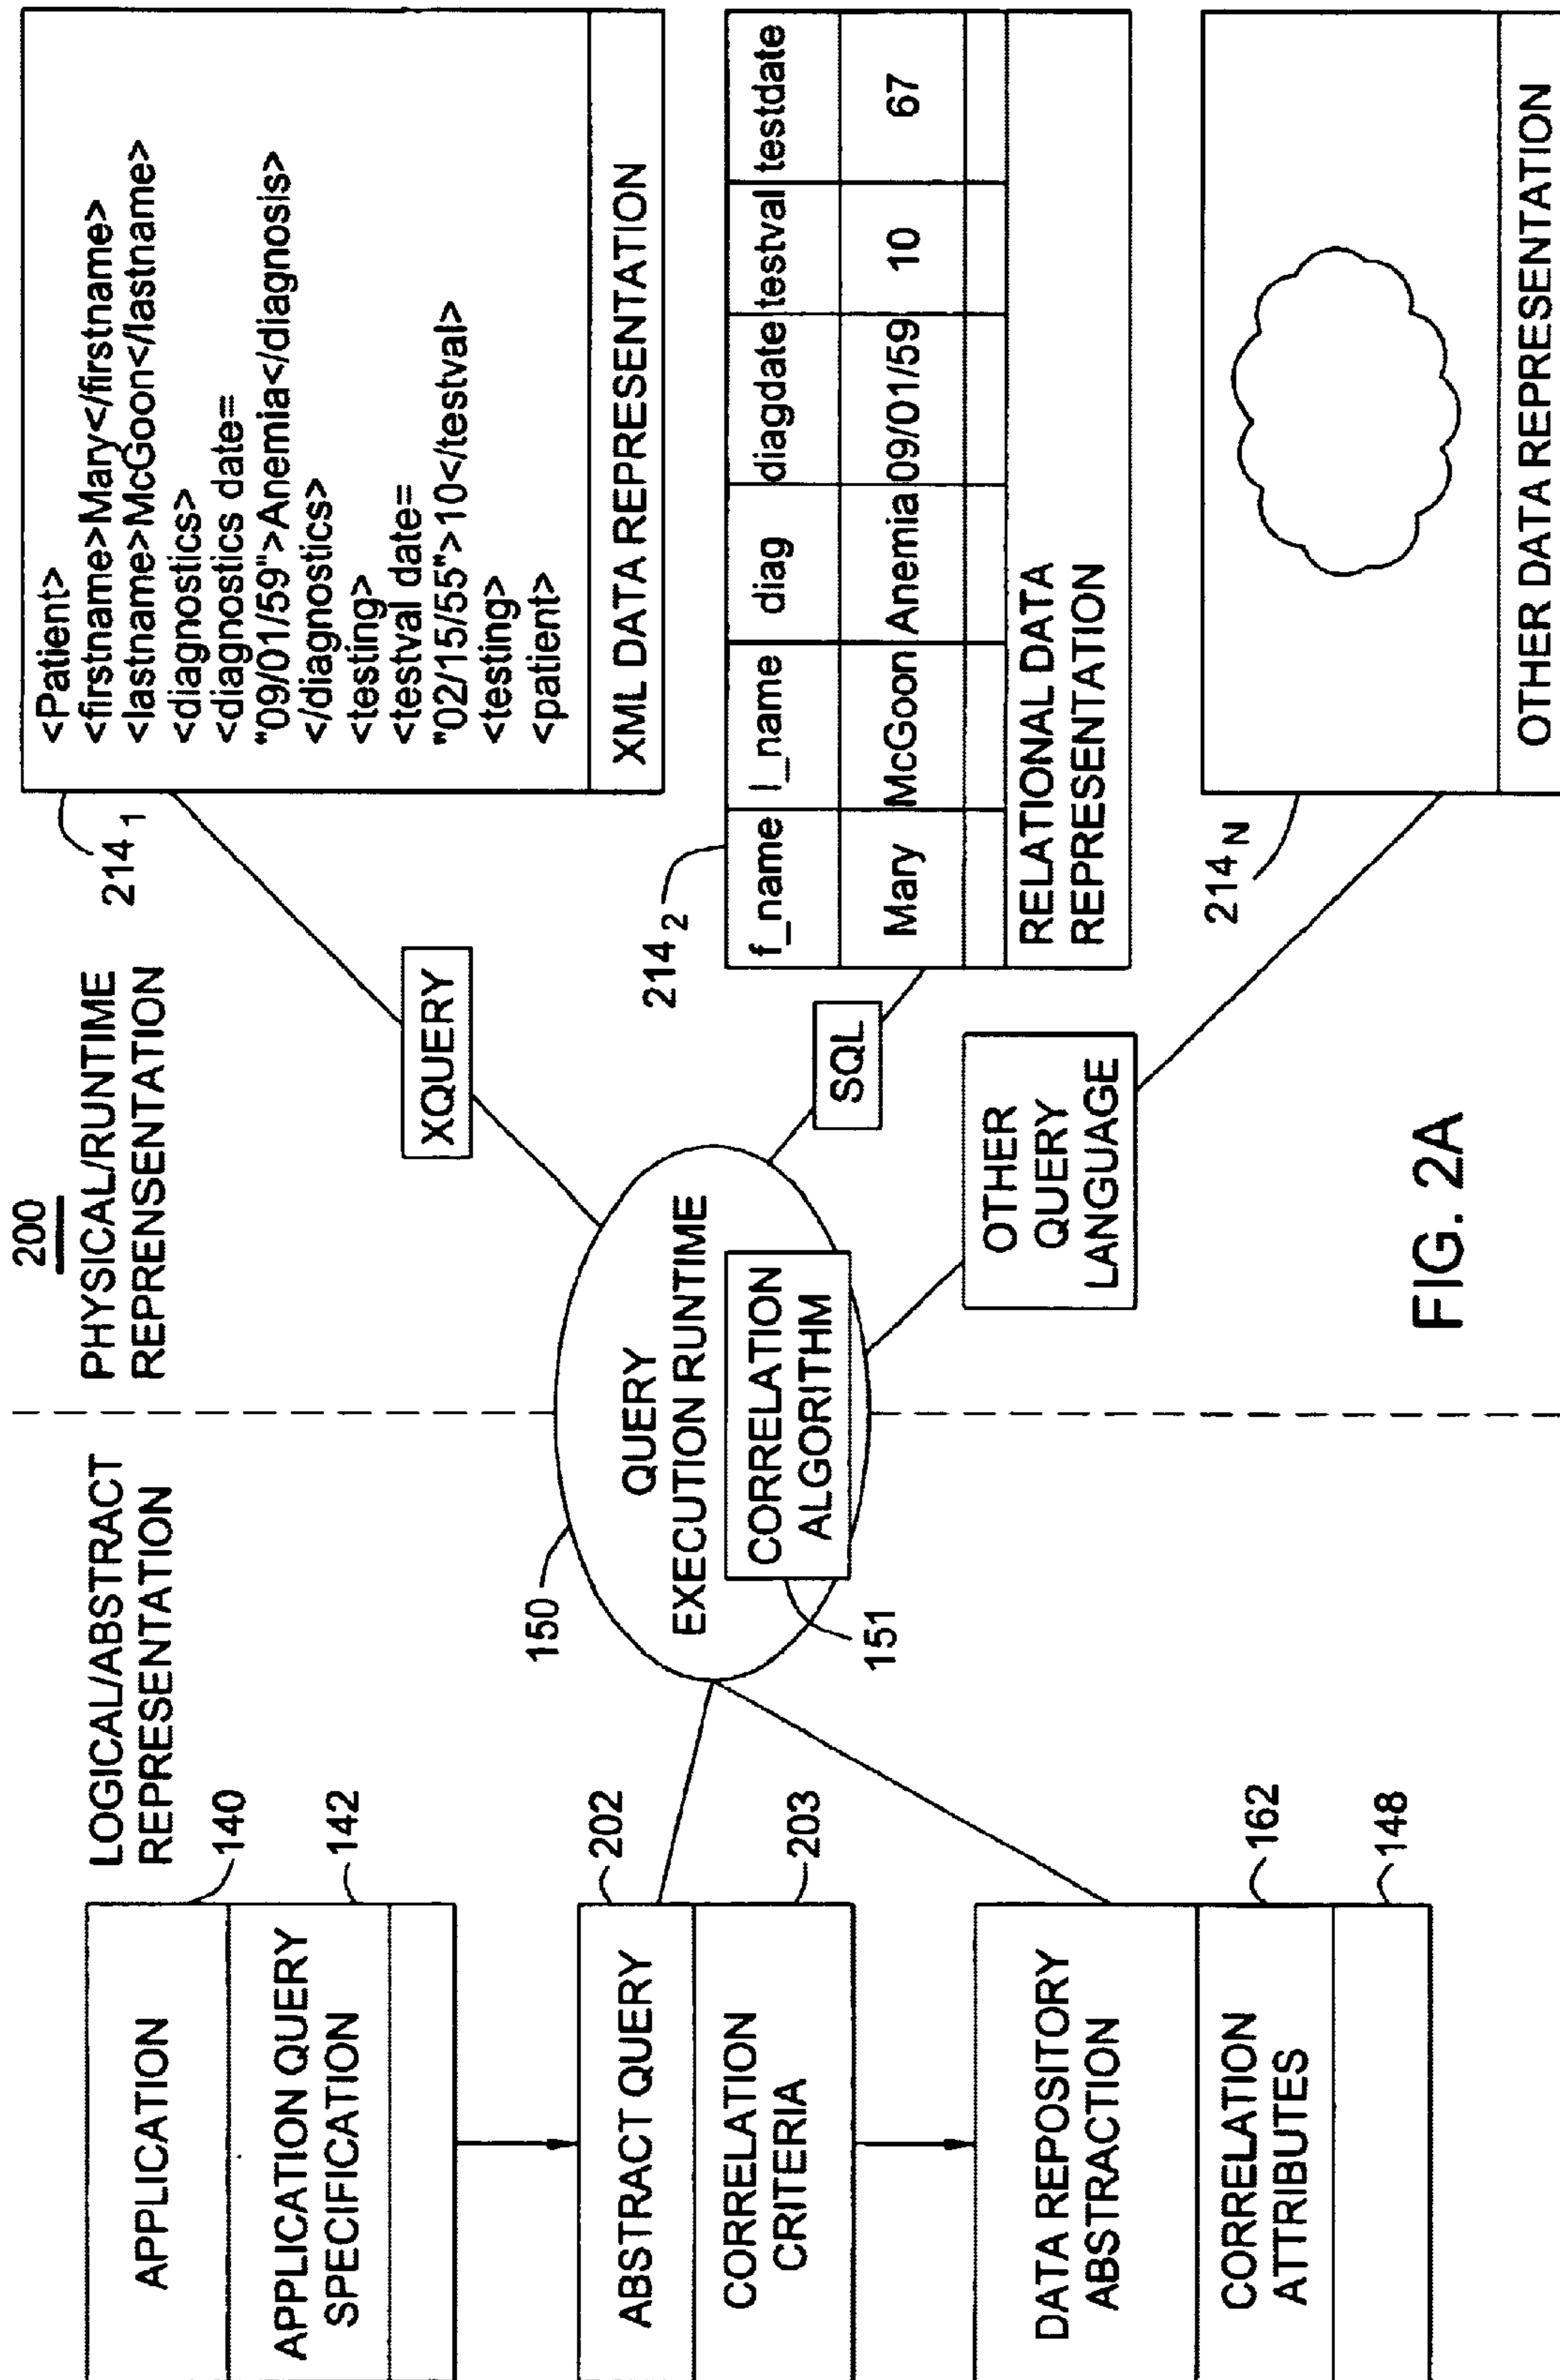 200
LOGICAL/ABSTRACT
REPRESENTATION
PHYSICAL/RUNTIME
REPRENSENTATION
APPLICATION
140
APPLICATION QUERY
SPECIFICATION
142
ABSTRACT QUERY
202
CORRELATION
CRITERIA
203
DATA REPOSITORY
ABSTRACTION
CORRELATION
ATTRIBUTES
162
148
150
QUERY
EXECUTION RUNTIME
CORRELATION
ALGORITHM
151
XQUERY
SQL
OTHER
QUERY
LANGUAGE
214 1
<Patient>
<firstname>Mary</firstname>
<lastname>McGoon</lastname>
<diagnostics>
<diagnostics date=
"09/01/59">Anemia</diagnosis>
</diagnostics>
<testing>
<testval date=
"02/15/55">10</testval>
<testing>
<patient>
XML DATA REPRESENTATION
214 2
f_name l_name diag diagdate testval testdate
Mary McGoon Anemia 09/01/59 10 67
RELATIONAL DATA
REPRESENTATION
214 N
OTHER DATA REPRESENTATION
FIG. 2A